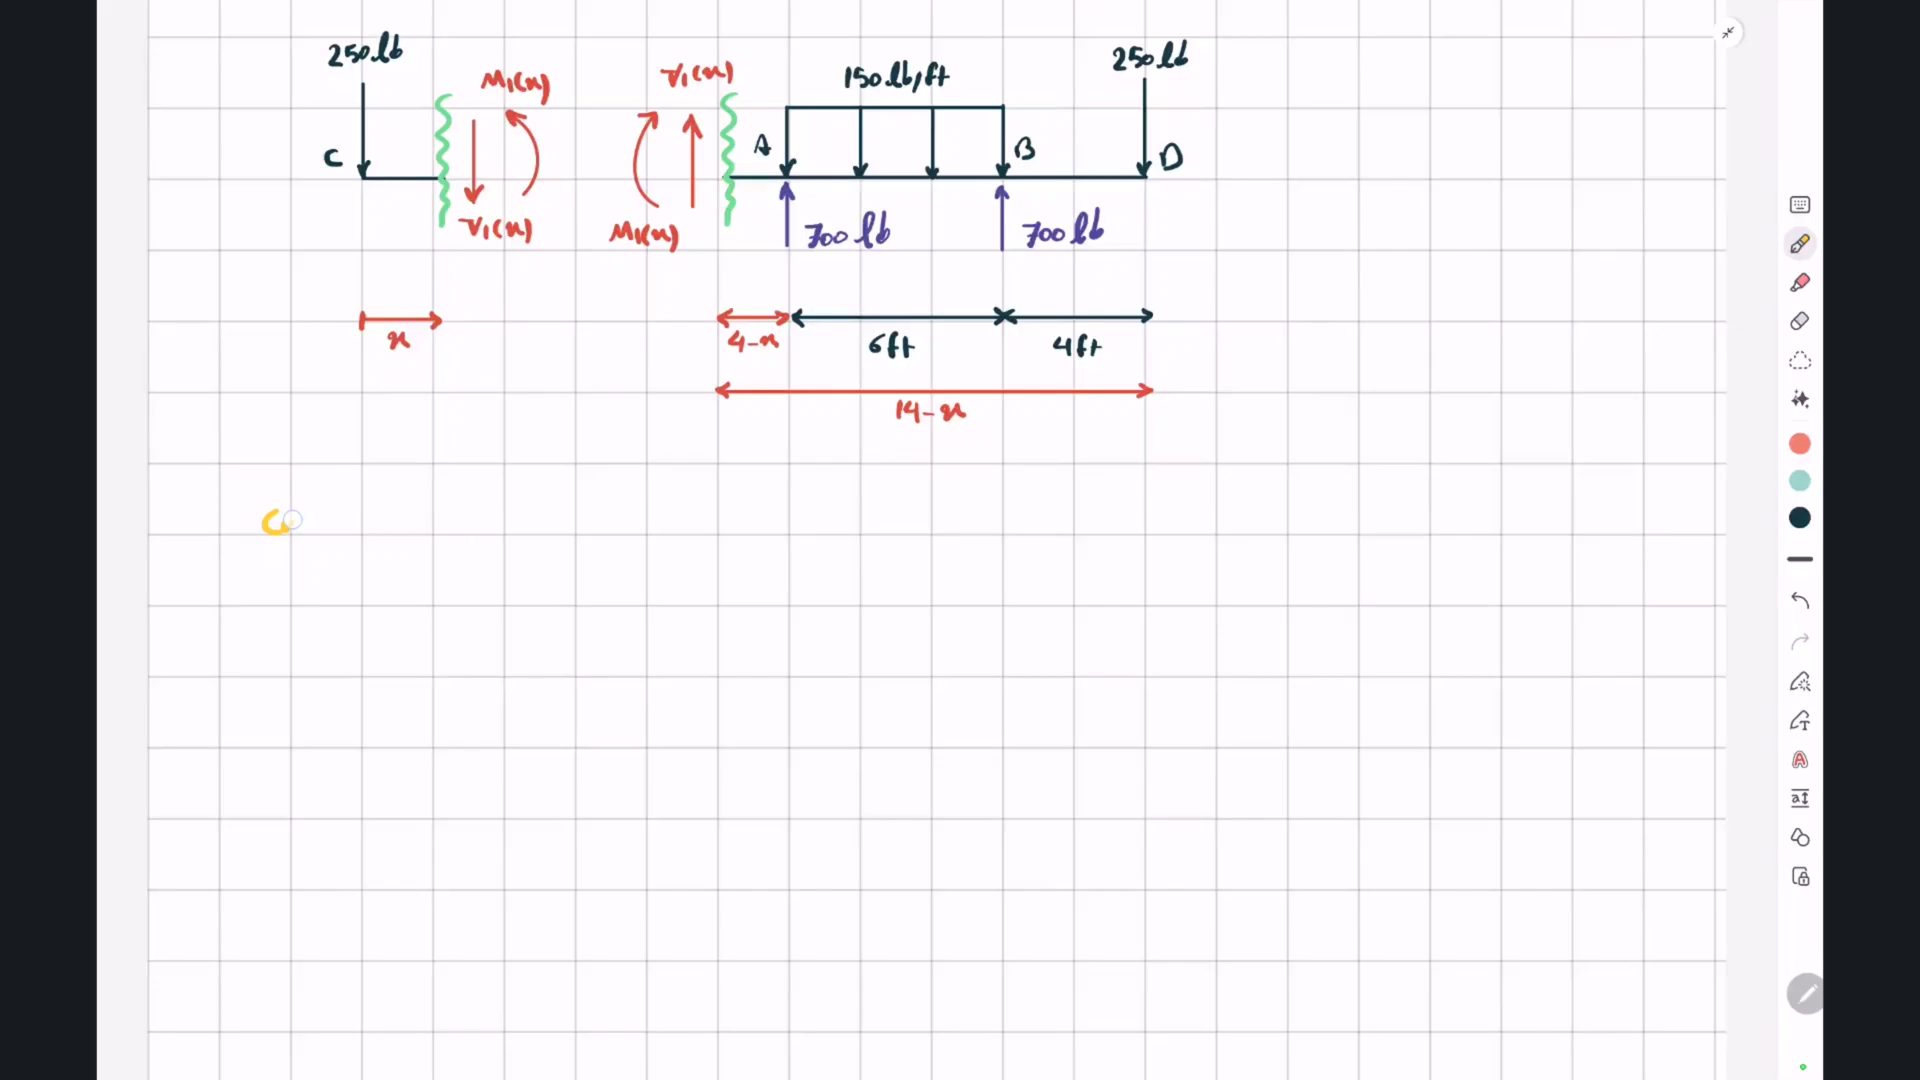 250 lb
M₁(x)
V₁(x)
150 lb/ft
250 lb
C
A
B
D
V₁(x)
M₁(x)
700 lb
700 lb
x
4-x
6ft
4ft
14-x